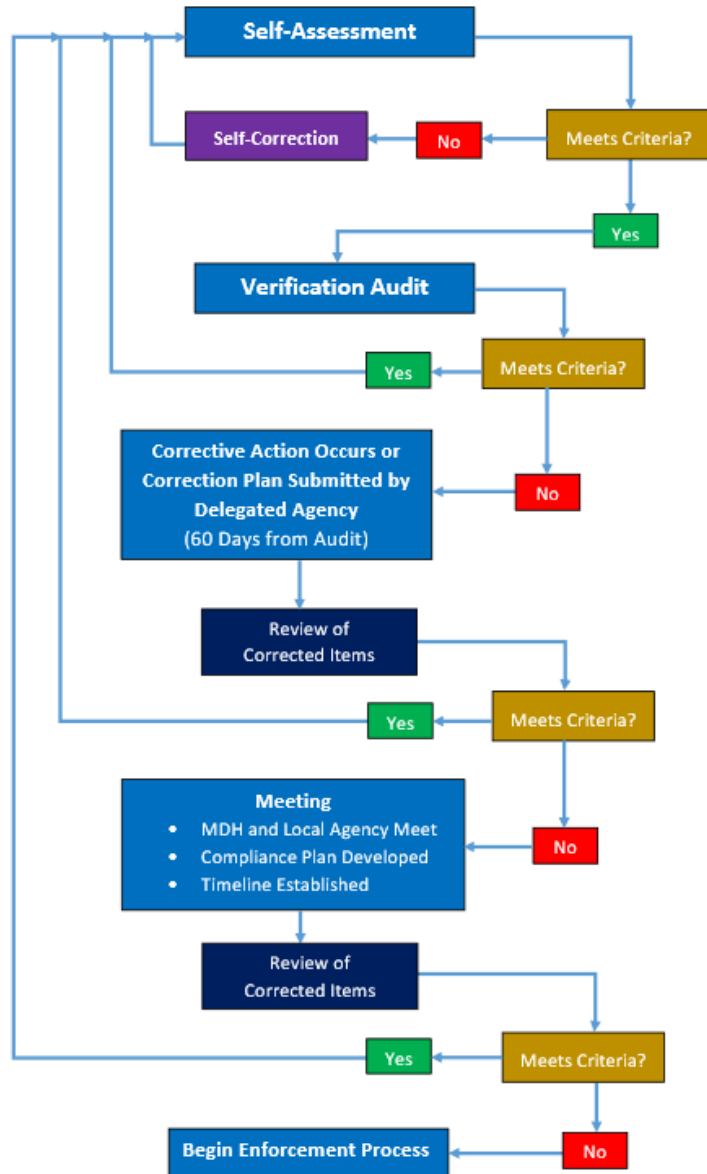 Self-Assessment
Self-Correction
No
Meets Criteria?
Yes
Verification Audit
Yes
Meets Criteria?
Corrective Action Occurs or
Correction Plan Submitted by
Delegated Agency
(60 Days from Audit)
No
Review of
Corrected Items
Yes
Meets Criteria?
Meeting
• MDH and Local Agency Meet
• Compliance Plan Developed
• Timeline Established
No
Review of
Corrected Items
Yes
Meets Criteria?
Begin Enforcement Process
No